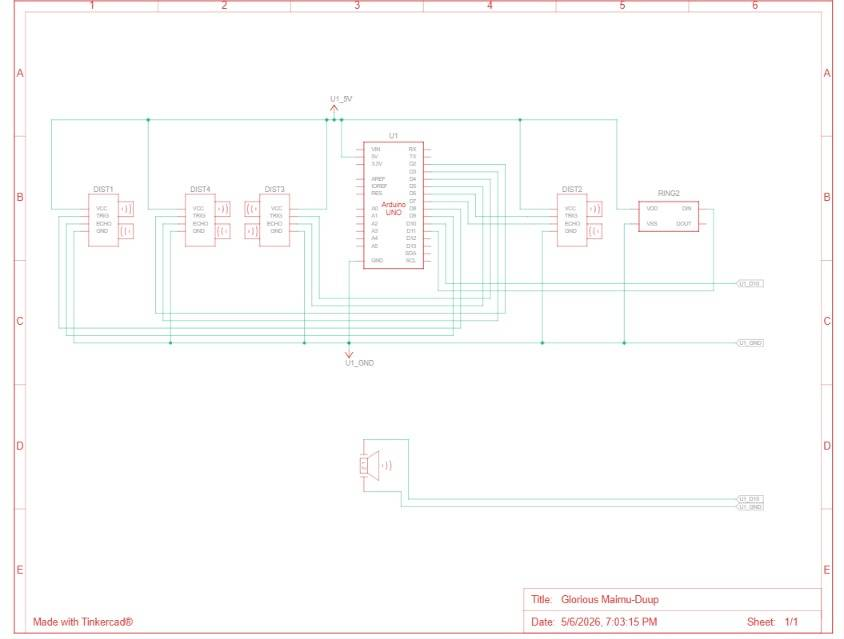 1 2 3 4 5 6
A A
U1_5V
U1
VIN RX
5V TX
3.3V D2
D3
AREF D4
IOREF D5
RES D6
D7
A0 D8
A1 D9
A2 D10
A3 D11
A4 D12
A5 D13
SDA
GND SCL
Arduino
UNO
B B
DIST1
VCC
TRIG
ECHO
GND
DIST4
VCC
TRIG
ECHO
GND
DIST3
VCC
TRIG
ECHO
GND
DIST2
VCC
TRIG
ECHO
GND
RING2
VDD DIN
VSS DOUT
U1_D10
C C
U1_GND
U1_GND
D D
U1_D10
U1_GND
E E
Title: Glorious Maimu-Duup
Made with Tinkercad®
Date: 5/6/2026, 7:03:15 PM Sheet: 1/1